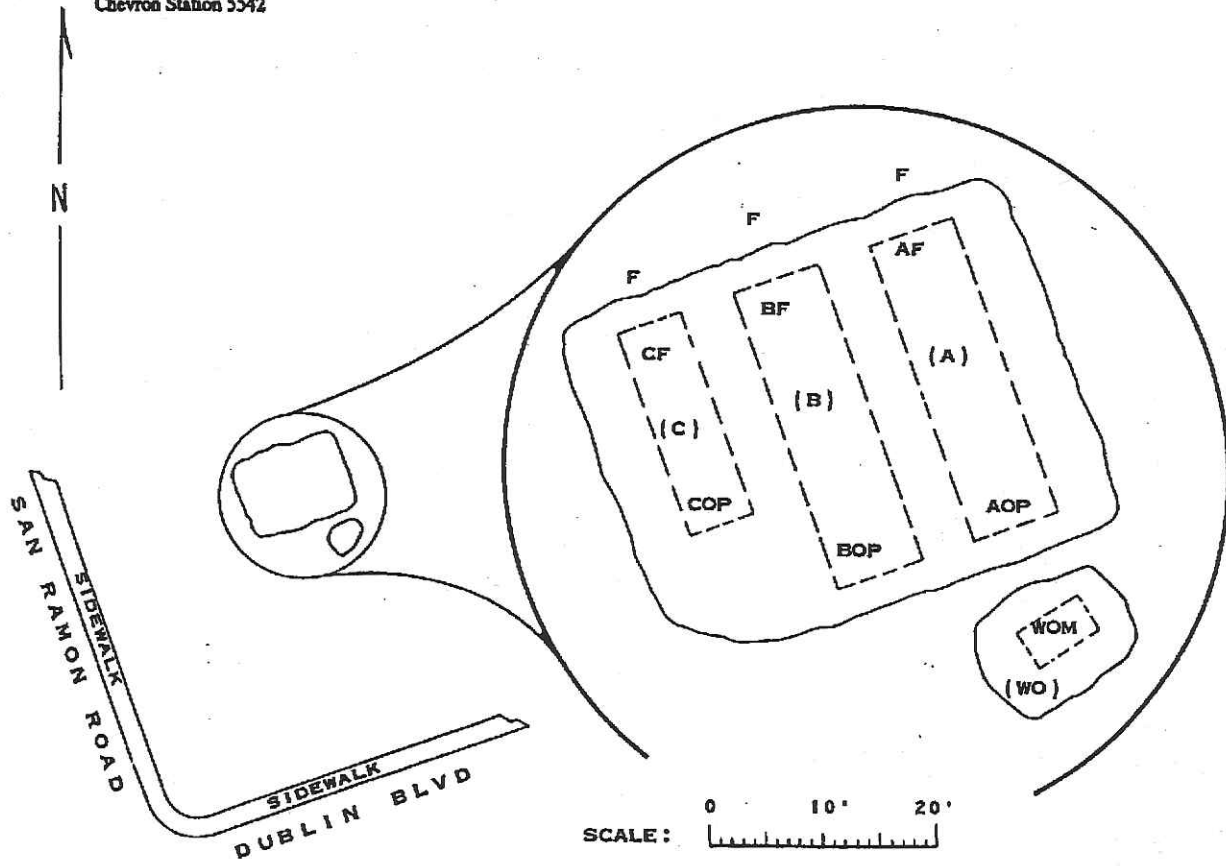 Chevron Station 5542
N
F
F
F
AF
BF
CF
(A)
(B)
(C)
COP
AOP
BOP
WOM
(WO)
SAN RAMON ROAD
SIDEWALK
SIDEWALK
DUBLIN BLVD
0 10' 20'
SCALE: